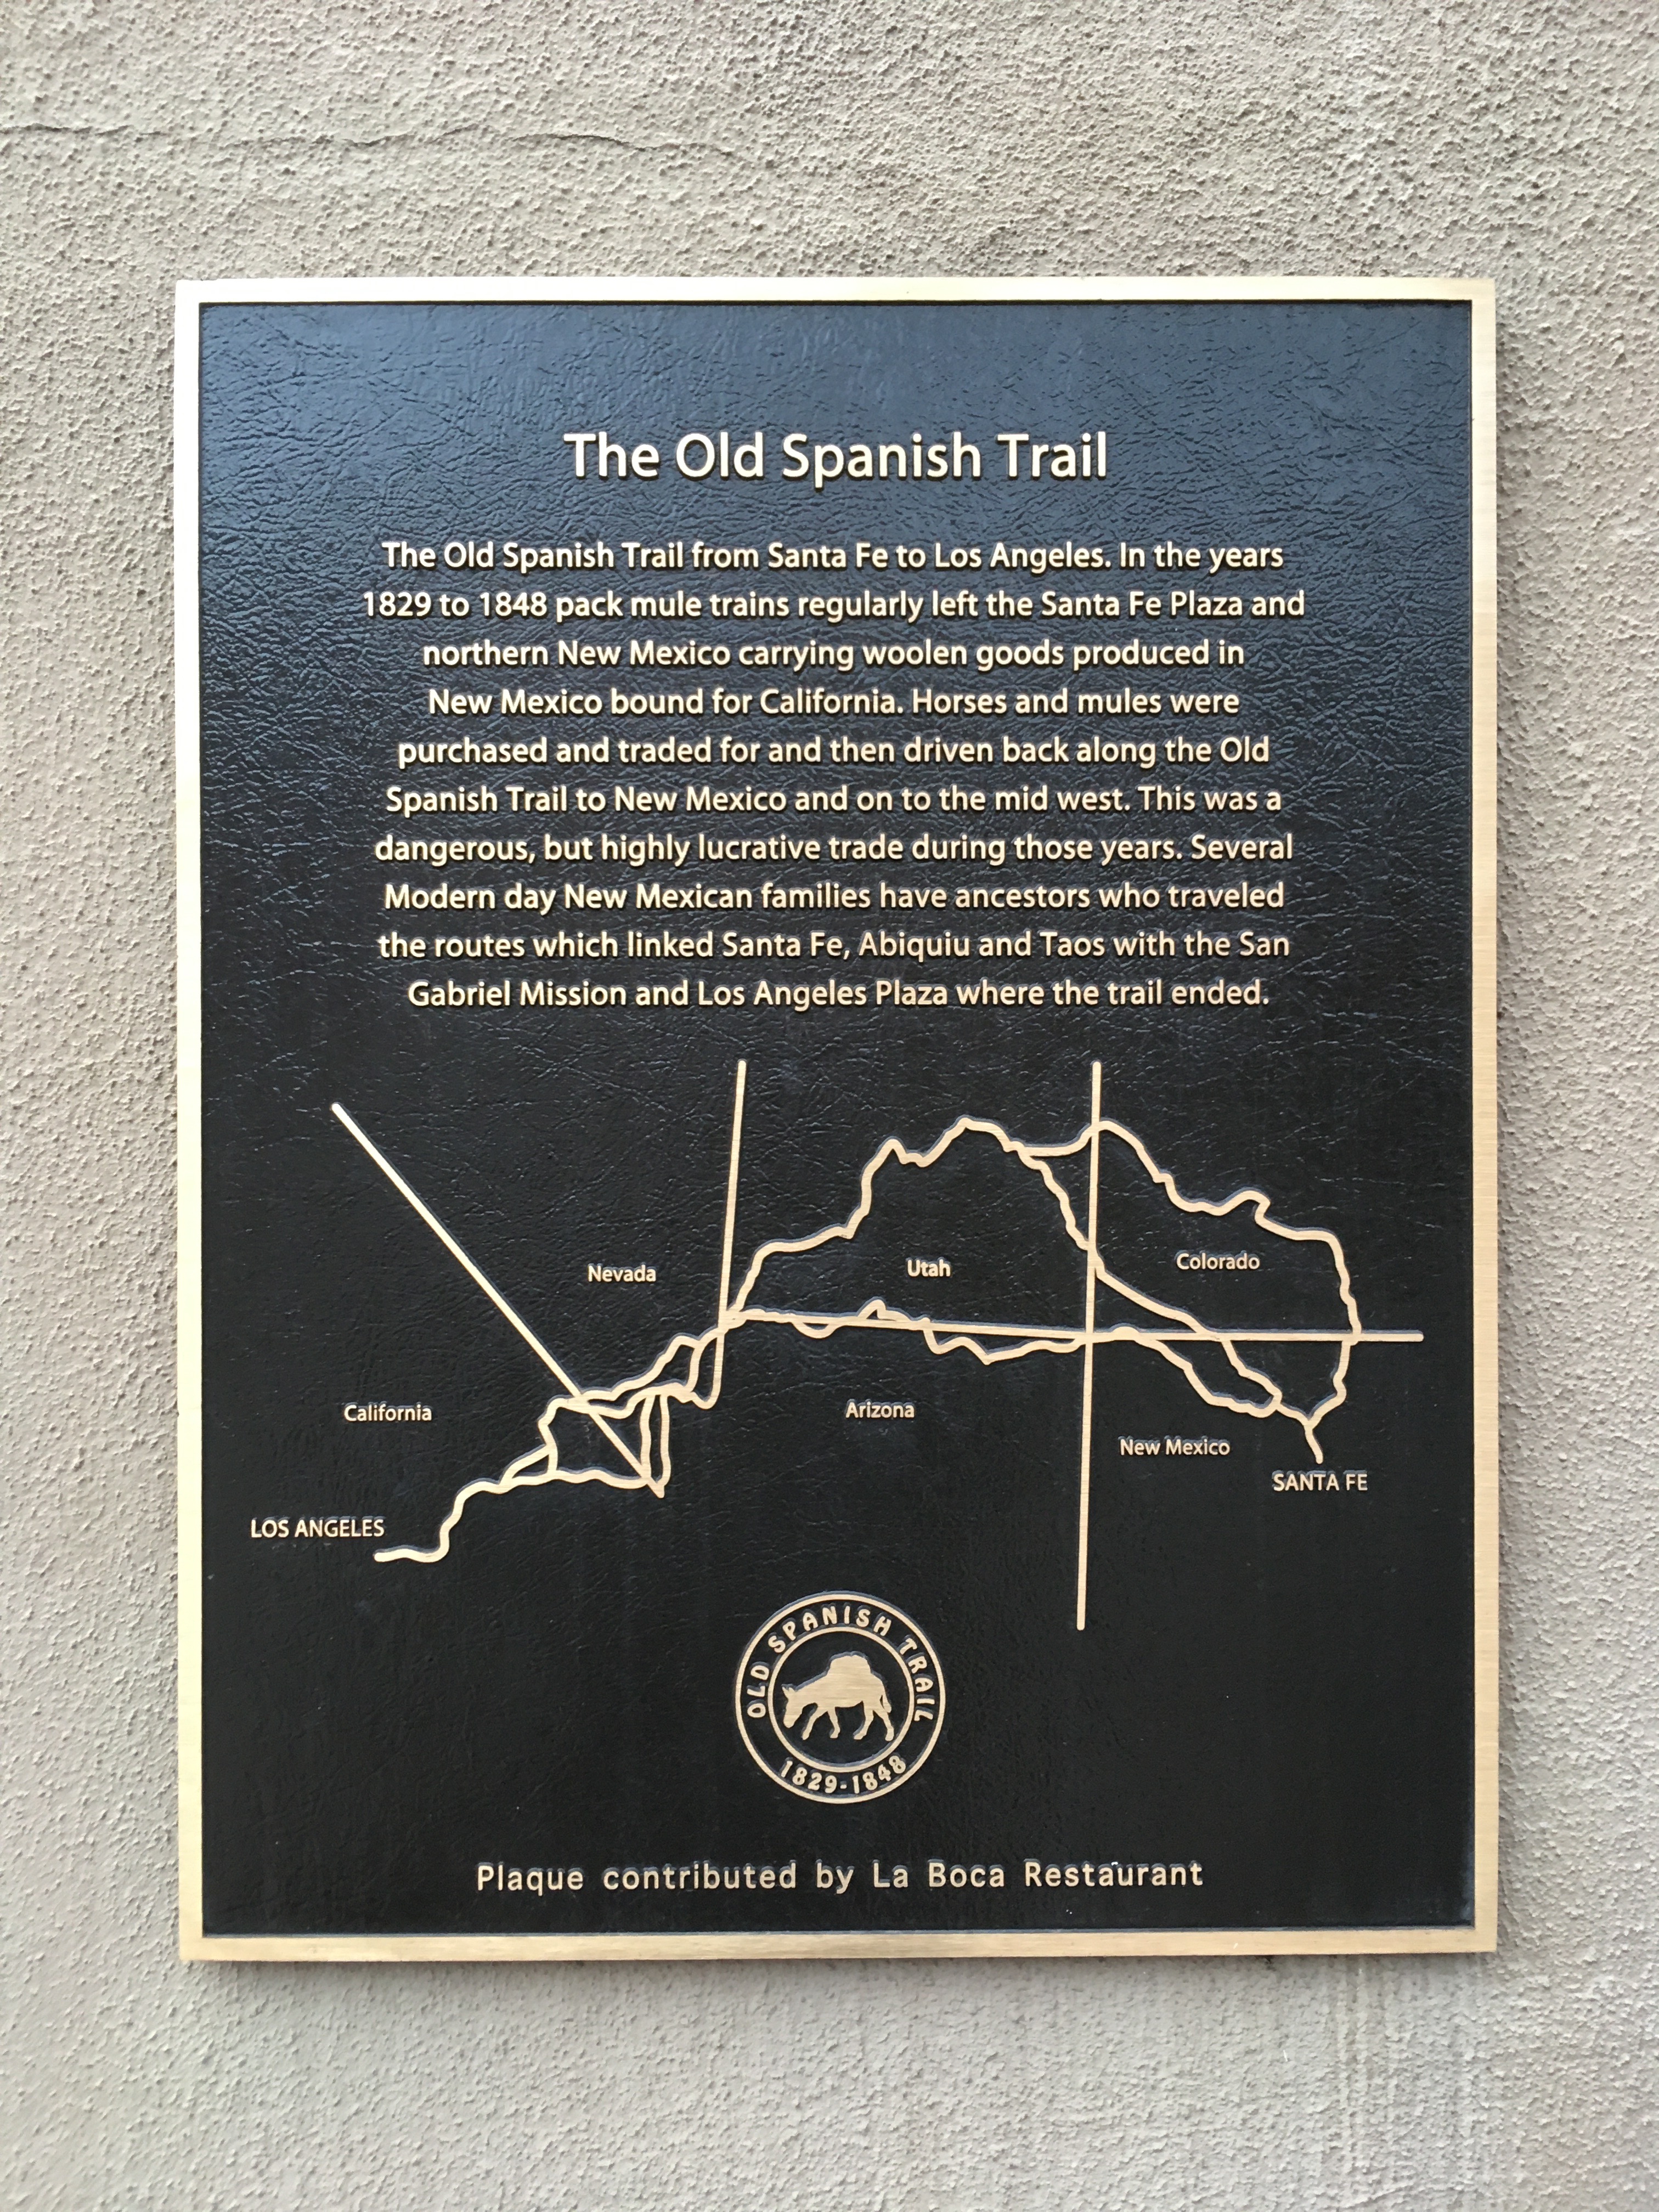 The Old Spanish Trail
The Old Spanish Trail from Santa Fe to Los Angeles. In the years
1829 to 1848 pack mule trains regularly left the Santa Fe Plaza and
northern New Mexico carrying woolen goods produced in
New Mexico bound for California. Horses and mules were
purchased and traded for and then driven back along the Old
Spanish Trail to New Mexico and on to the mid west. This was a
dangerous, but highly lucrative trade during those years. Several
Modern day New Mexican families have ancestors who traveled
the routes which linked Santa Fe, Abiquiu and Taos with the San
Gabriel Mission and Los Angeles Plaza where the trail ended.
Nevada
Utah
Colorado
California
Arizona
New Mexico
SANTA FE
LOS ANGELES
OLD SPANISH TRAIL
1829-1848
Plaque contributed by La Boca Restaurant